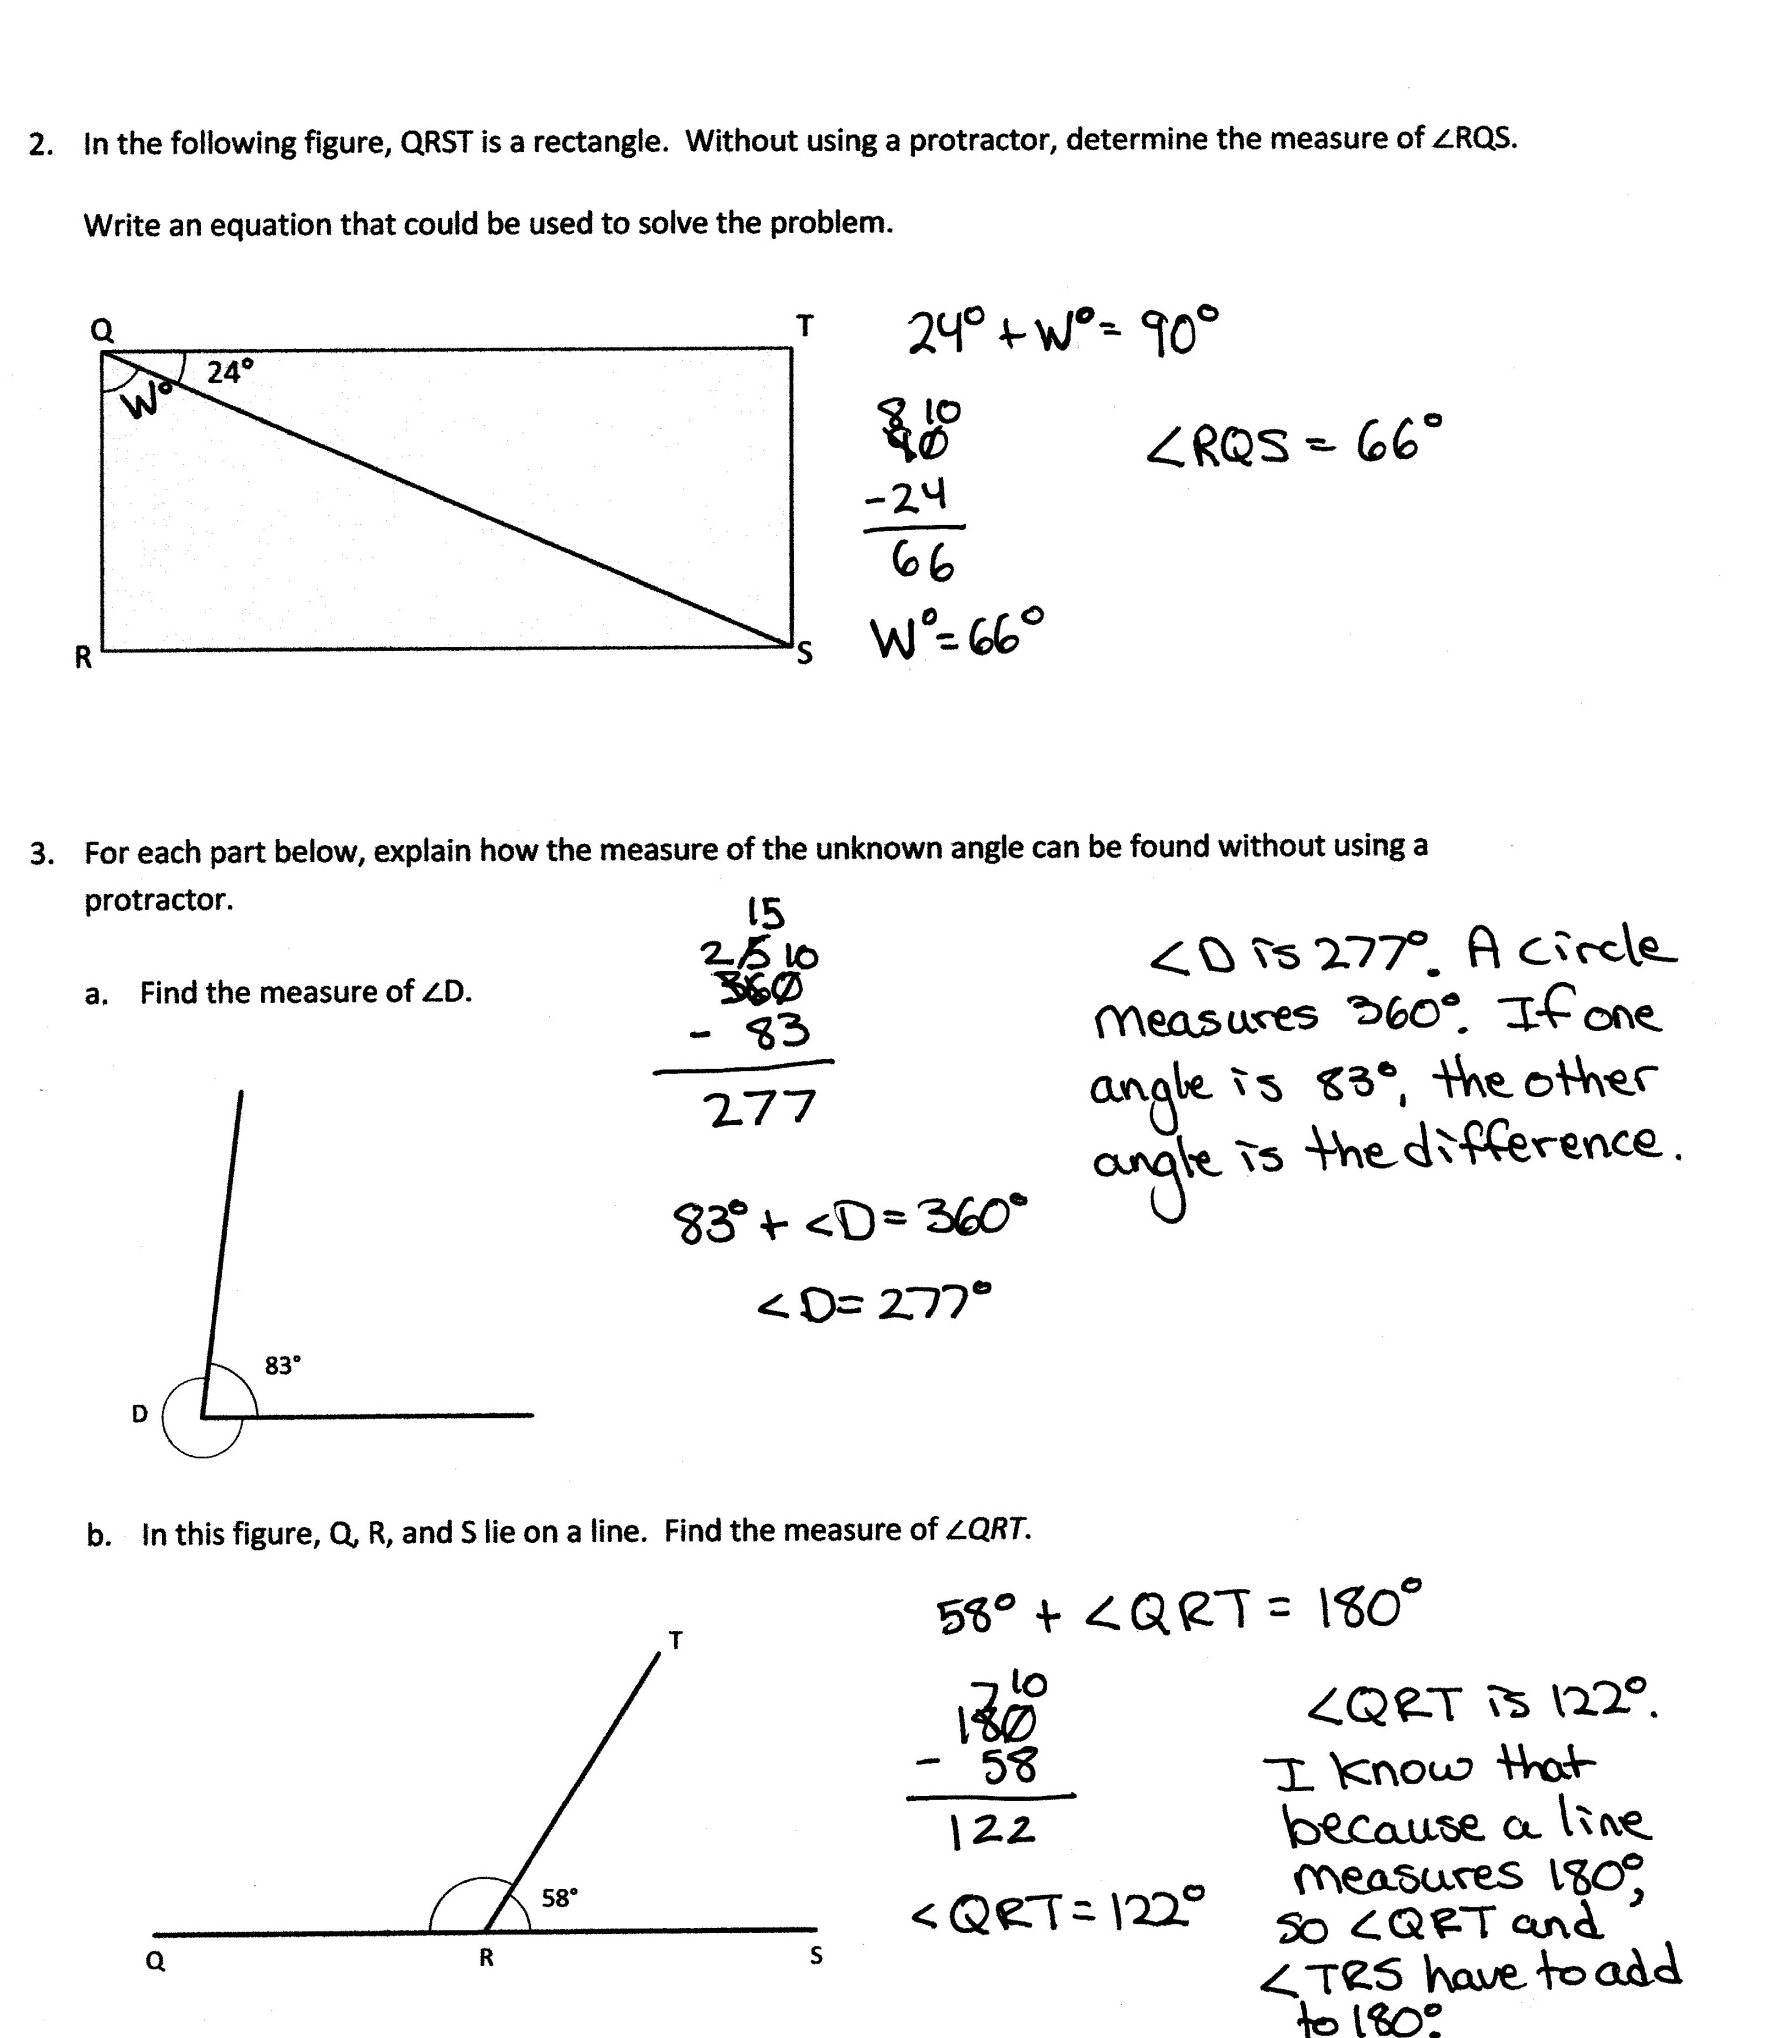 2. In the following figure, QRST is a rectangle. Without using a protractor, determine the measure of ∠RQS.
Write an equation that could be used to solve the problem.
Q
T
24°
W°
R
S
24° + W° = 90°
8 10
90
-24
66
W° = 66°
∠RQS = 66°
3. For each part below, explain how the measure of the unknown angle can be found without using a
protractor.
a. Find the measure of ∠D.
15
2 5 10
360
- 83
277
83° + <D = 360°
<D = 277°
<D is 277°. A circle
measures 360°. If one
angle is 83°, the other
angle is the difference.
83°
D
b. In this figure, Q, R, and S lie on a line. Find the measure of ∠QRT.
T
58°
Q
R
S
58° + <QRT = 180°
7 10
180
- 58
122
<QRT = 122°
<QRT is 122°.
I know that
because a line
measures 180°,
so <QRT and
<TRS have to add
to 180°.